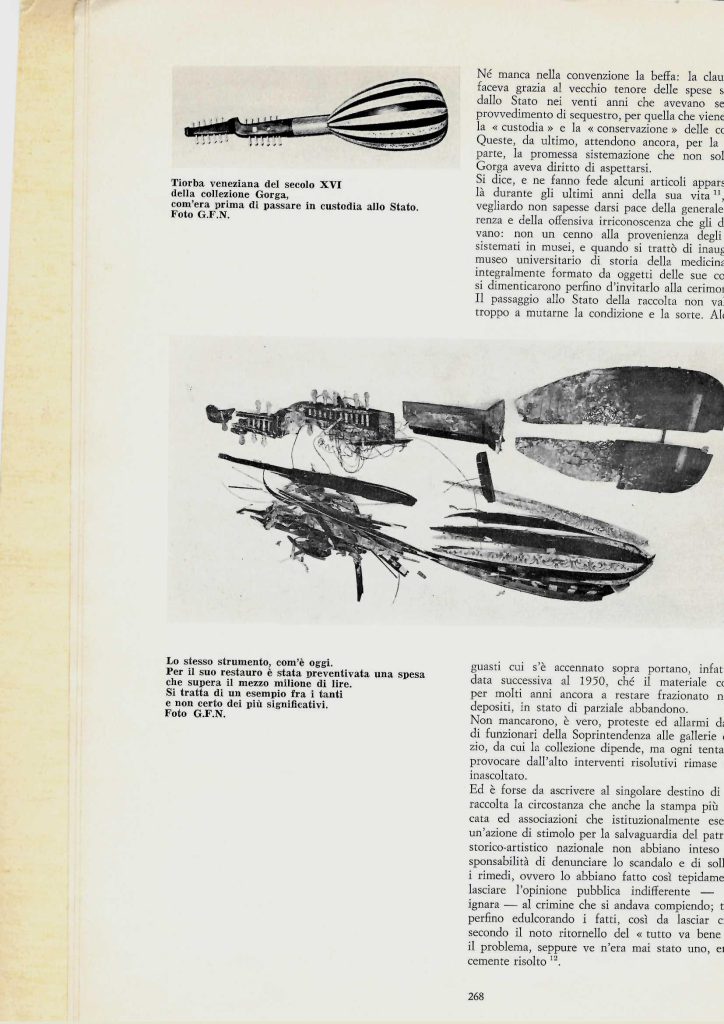 Né manca nella convenzione la beffa: la clau
faceva grazia al vecchio tenore delle spese s
dallo Stato nei venti anni che avevano se
provvedimento di sequestro, per quella che viene
la « custodia » e la « conservazione » delle co
Queste, da ultimo, attendono ancora, per la
parte, la promessa sistemazione che non sol
Gorga aveva diritto di aspettarsi.
Si dice, e ne fanno fede alcuni articoli appars
là durante gli ultimi anni della sua vita 11,
vegliardo non sapesse darsi pace della generale
renza e della offensiva irriconoscenza che gli d
vano: non un cenno alla provenienza degli
sistemati in musei, e quando si trattò di inaug
museo universitario di storia della medicina
integralmente formato da oggetti delle sue co
si dimenticarono perfino d'invitarlo alla cerimon
Il passaggio allo Stato della raccolta non val
troppo a mutarne la condizione e la sorte. Alc
Tiorba veneziana del secolo XVI
della collezione Gorga,
com'era prima di passare in custodia allo Stato.
Foto G.F.N.
Lo stesso strumento, com'è oggi.
Per il suo restauro è stata preventivata una spesa
che supera il mezzo milione di lire.
Si tratta di un esempio fra i tanti
e non certo dei più significativi.
Foto G.F.N.
guasti cui s'è accennato sopra portano, infat
data successiva al 1950, ché il materiale co
per molti anni ancora a restare frazionato n
depositi, in stato di parziale abbandono.
Non mancarono, è vero, proteste ed allarmi da
di funzionari della Soprintendenza alle gallerie
zio, da cui la collezione dipende, ma ogni tenta
provocare dall'alto interventi risolutivi rimase
inascoltato.
Ed è forse da ascrivere al singolare destino di
raccolta la circostanza che anche la stampa più
cata ed associazioni che istituzionalmente ese
un'azione di stimolo per la salvaguardia del patr
storico-artistico nazionale non abbiano inteso
sponsabilità di denunciare lo scandalo e di soll
i rimedi, ovvero lo abbiano fatto così tepidame
lasciare l'opinione pubblica indifferente —
ignara — al crimine che si andava compiendo; t
perfino edulcorando i fatti, così da lasciar c
secondo il noto ritornello del « tutto va bene
il problema, seppure ve n'era mai stato uno, er
cemente risolto 12.
268